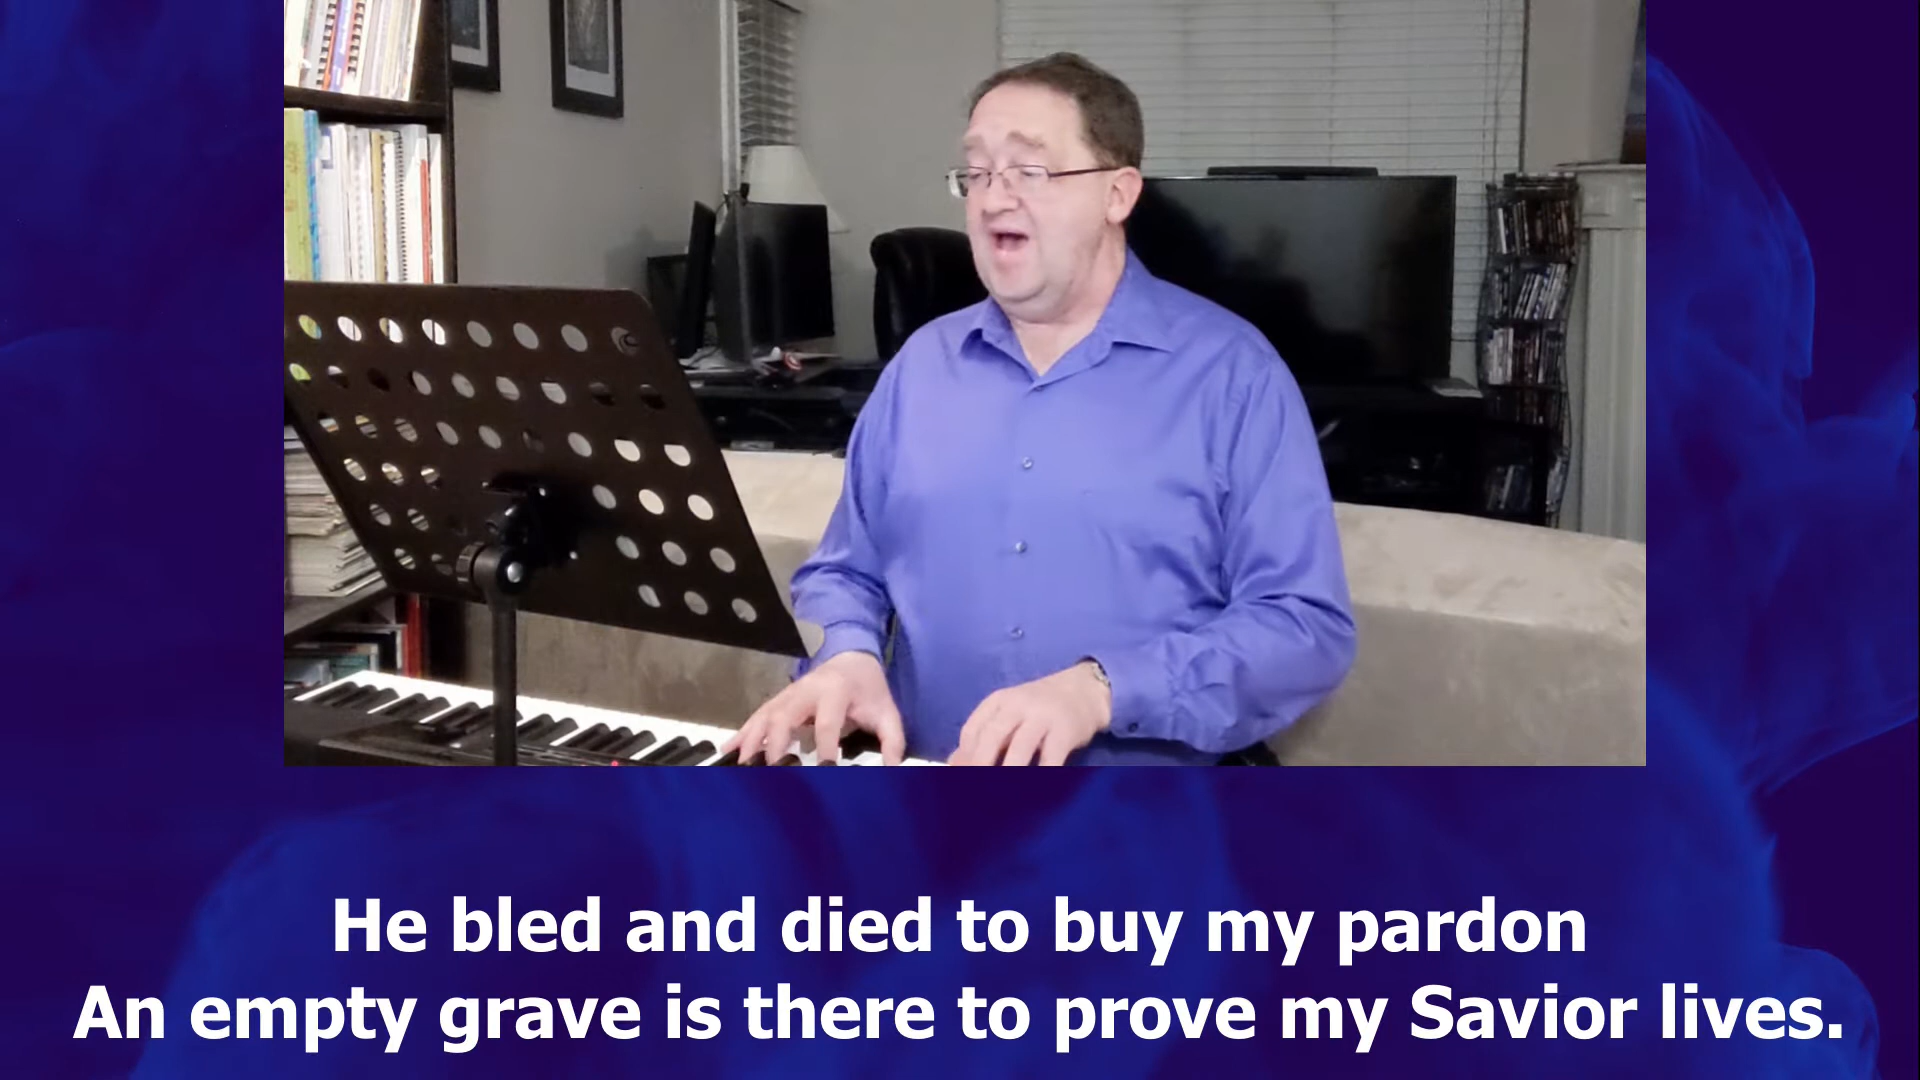 He bled and died to buy my pardon
An empty grave is there to prove my Savior lives.